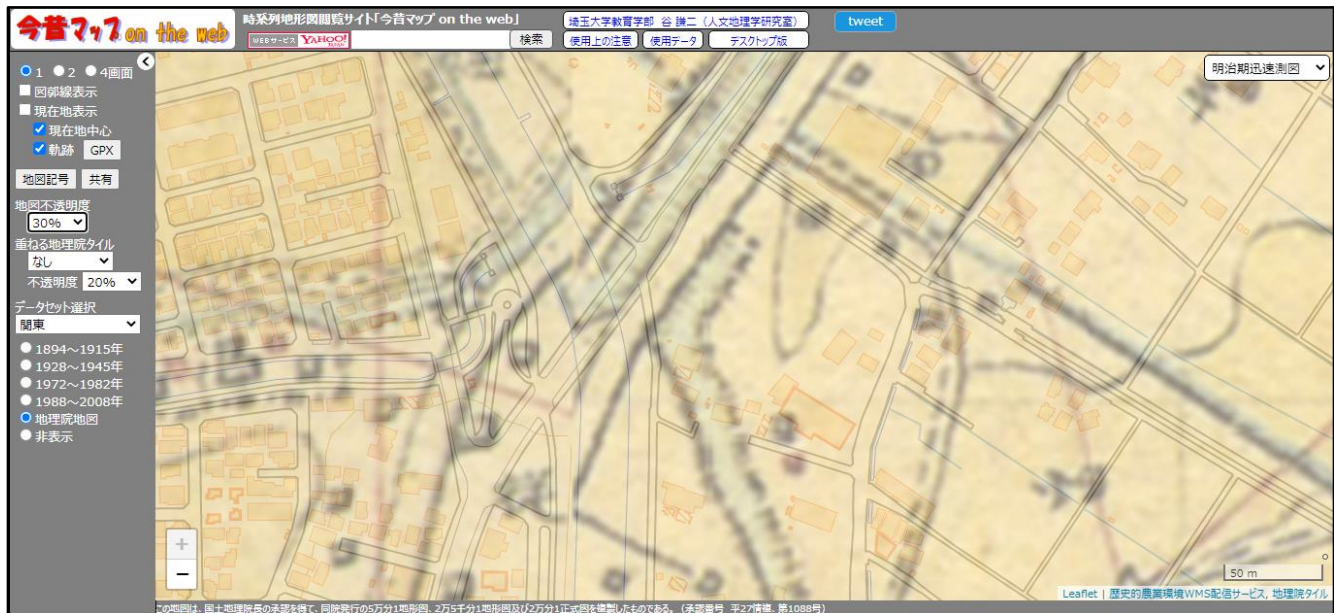 今昔マップ on the web
時系列地形図閲覧サイト「今昔マップ on the web」
WEBサービス YAHOO! JAPAN
検索
埼玉大学教育学部 谷 謙二（人文地理学研究室）
使用上の注意
使用データ
デスクトップ版
tweet
1 2 4画面
図郭線表示
現在地表示
現在地中心
軌跡 GPX
地図記号 共有
地図不透明度
30%
重ねる地理院タイル
なし
不透明度 20%
データセット選択
関東
1894～1915年
1928～1945年
1972～1982年
1988～2008年
地理院地図
非表示
明治期迅速測図
+
−
50 m
Leaflet | 歴史的農業環境WMS配信サービス, 地理院タイル
この地図は、国土地理院長の承認を得て、同院発行の5万分1地形図、2万5千分1地形図及び2万分1正式図を複製したものである。（承認番号 平27情複、第1088号）